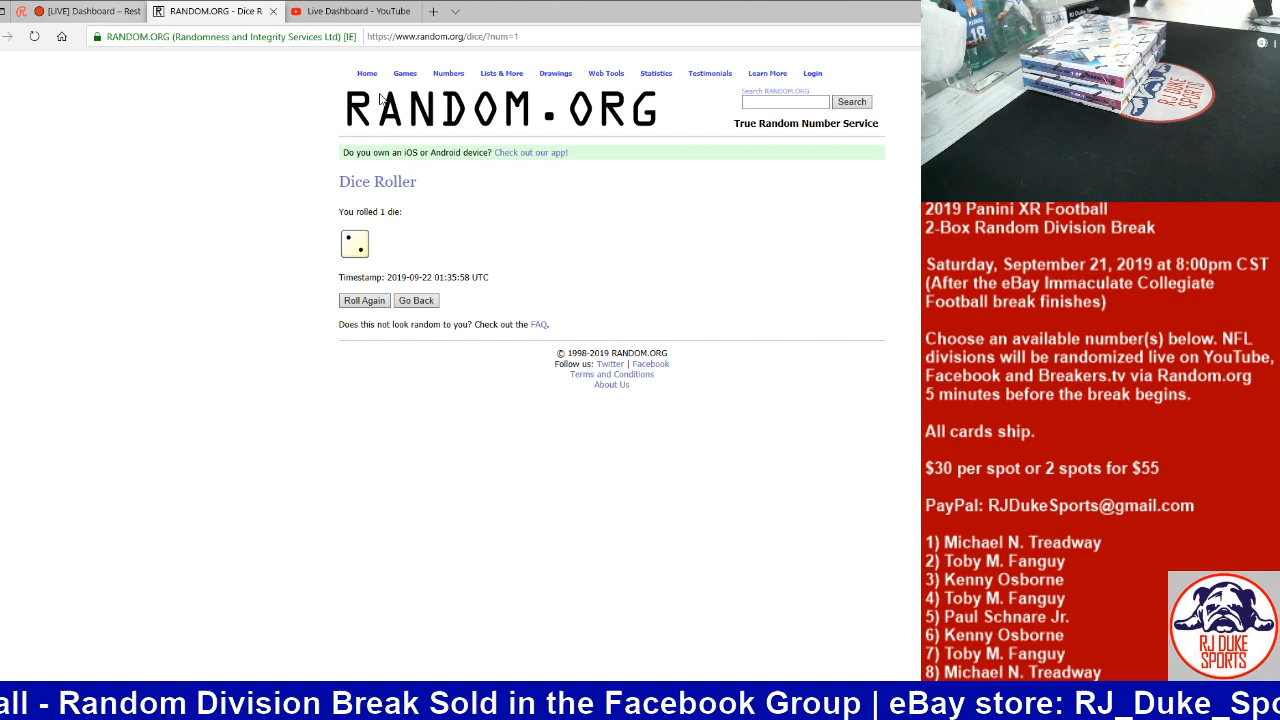 [LIVE] Dashboard – Rest
RANDOM.ORG - Dice R
Live Dashboard - YouTube
RANDOM.ORG (Randomness and Integrity Services Ltd) [IE]
https://www.random.org/dice/?num=1
Home Games Numbers Lists & More Drawings Web Tools Statistics Testimonials Learn More Login
RANDOM.ORG
Search RANDOM.ORG
Search
True Random Number Service
Do you own an iOS or Android device? Check out our app!
Dice Roller
You rolled 1 die:
Timestamp: 2019-09-22 01:35:58 UTC
Roll Again Go Back
Does this not look random to you? Check out the FAQ.
© 1998-2019 RANDOM.ORG
Follow us: Twitter | Facebook
Terms and Conditions
About Us
RJ DUKE
SPORTS
2019 Panini XR Football
2-Box Random Division Break
Saturday, September 21, 2019 at 8:00pm CST
(After the eBay Immaculate Collegiate
Football break finishes)
Choose an available number(s) below. NFL
divisions will be randomized live on YouTube,
Facebook and Breakers.tv via Random.org
5 minutes before the break begins.
All cards ship.
$30 per spot or 2 spots for $55
PayPal: RJDukeSports@gmail.com
1) Michael N. Treadway
2) Toby M. Fanguy
3) Kenny Osborne
4) Toby M. Fanguy
5) Paul Schnare Jr.
6) Kenny Osborne
7) Toby M. Fanguy
8) Michael N. Treadway
RJ DUKE
SPORTS
all - Random Division Break Sold in the Facebook Group | eBay store: RJ_Duke_Spo